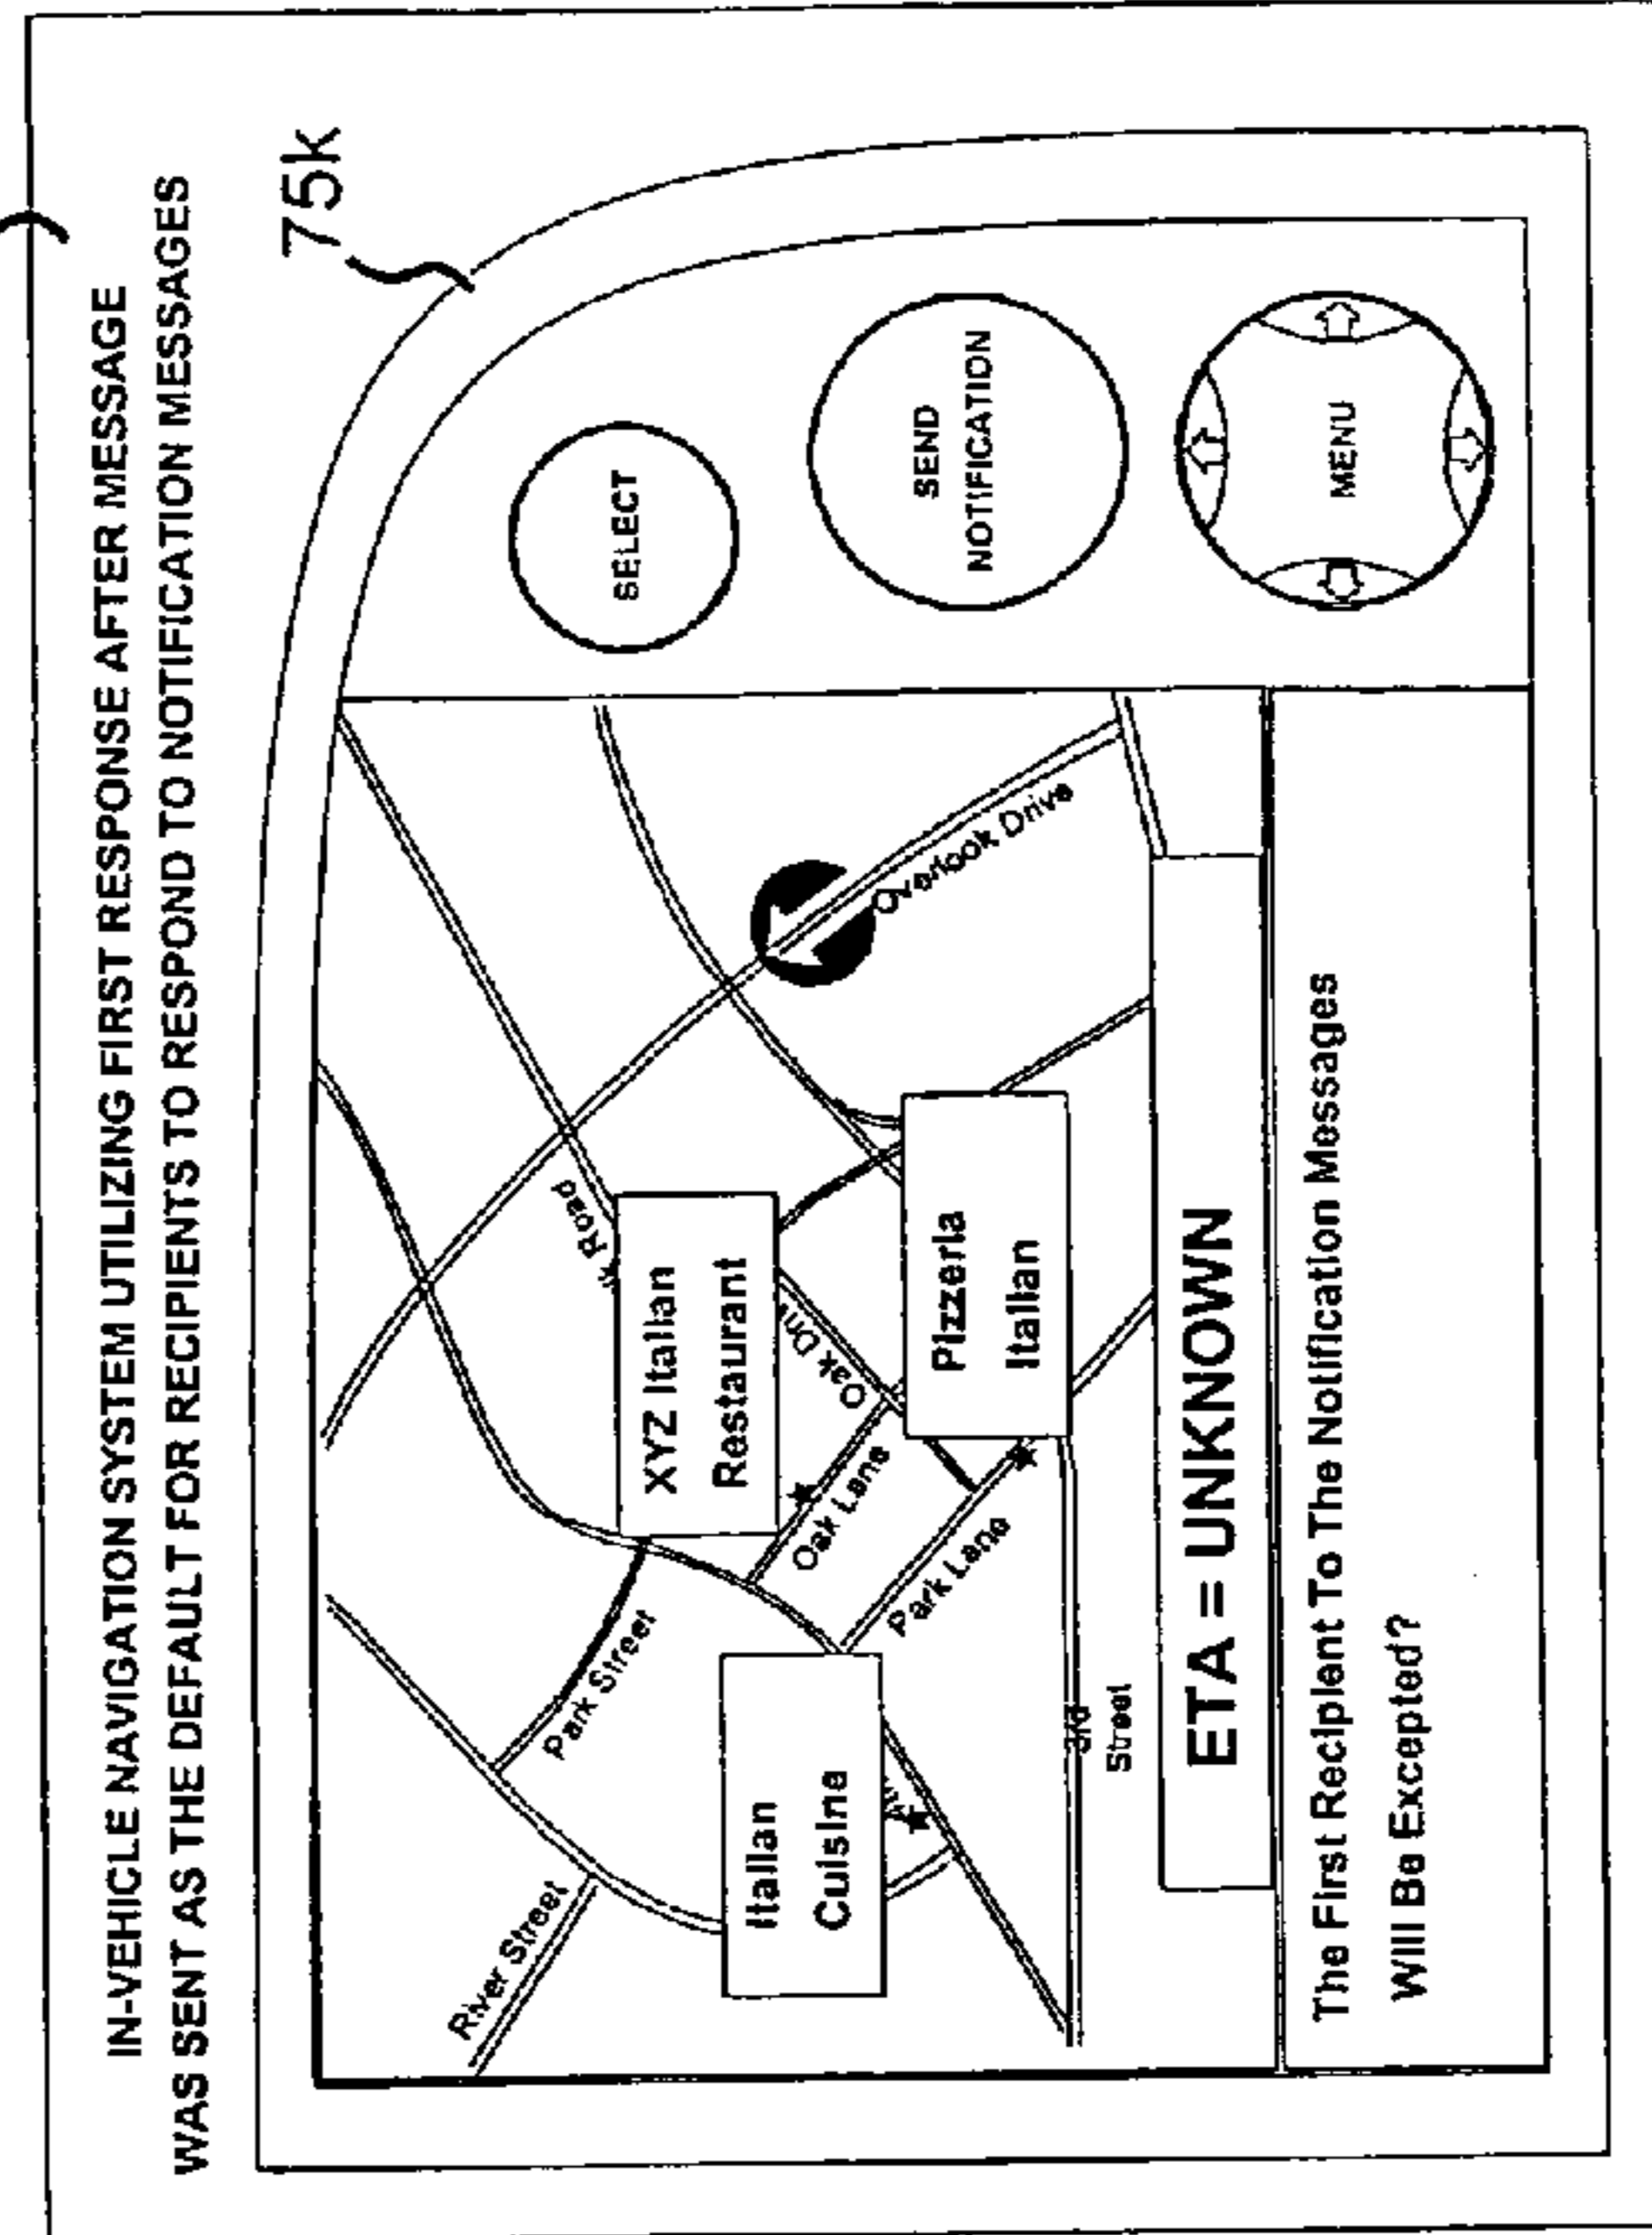 IN-VEHICLE NAVIGATION SYSTEM UTILIZING FIRST RESPONSE AFTER MESSAGE
WAS SENT AS THE DEFAULT FOR RECIPIENTS TO RESPOND TO NOTIFICATION MESSAGES
75k
River Street
Park Street
Road
XYZ Italian
Restaurant
Oak Drive
Oak Lane
Park Lane
Italian
Cuisine
Pizzeria
Italian
Overlook Drive
3rd
Street
ETA = UNKNOWN
The First Recipient To The Notification Messages
Will Be Excepted?
SELECT
SEND
NOTIFICATION
MENU